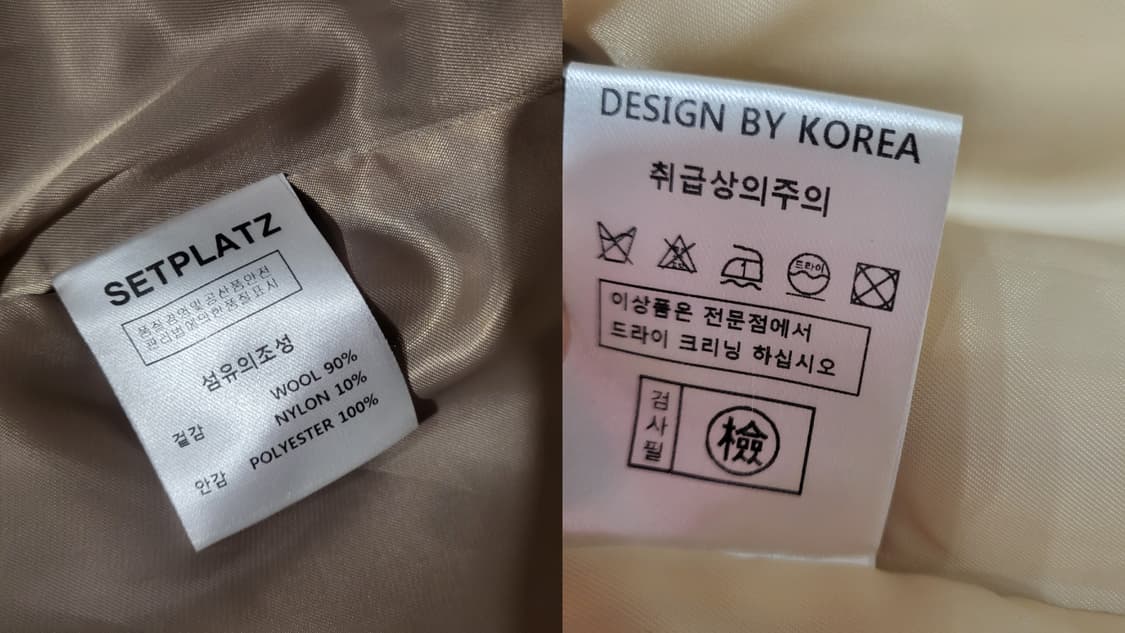 SETPLATZ
품질경영및공산품안전
관리법에의한품질표시
섬유의조성
WOOL 90%
겉감 NYLON 10%
안감 POLYESTER 100%
DESIGN BY KOREA
취급상의주의
드라이
이상품은 전문점에서
드라이 크리닝 하십시오
검사필 檢